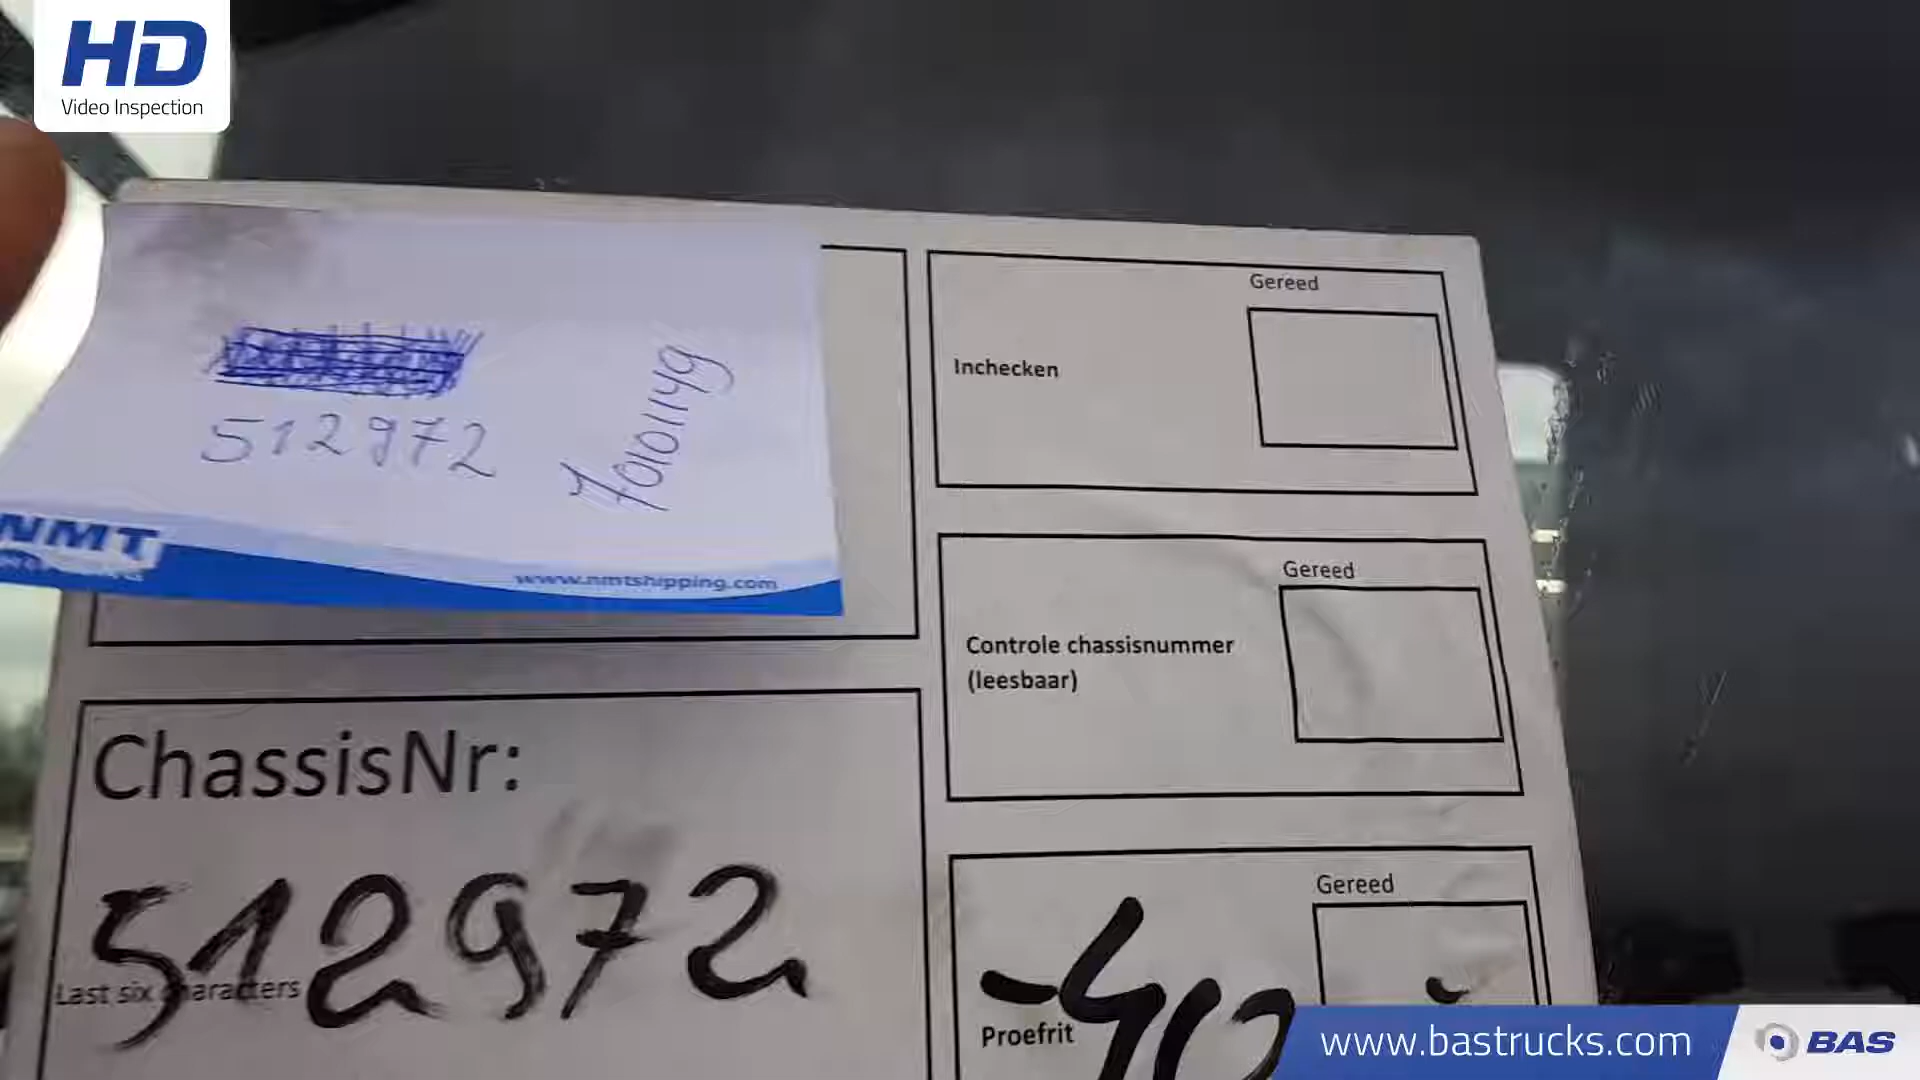 HD
Video Inspection
512972
70101149
NMT
www.nmtshipping.com
Gereed
Inchecken
Gereed
Controle chassisnummer
(leesbaar)
ChassisNr:
512972
Last six characters
Gereed
Proefrit
www.bastrucks.com
BAS